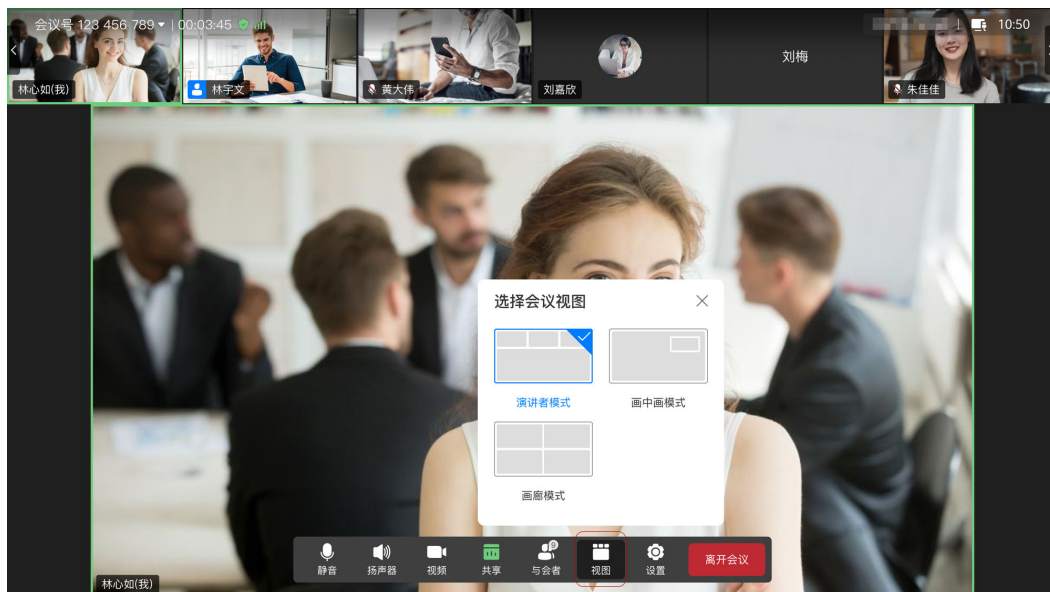 会议号 123 456 789 00:03:45
10:50
林心如(我)
林宇文
黄大伟
刘嘉欣
刘梅
朱佳佳
选择会议视图
演讲者模式
画中画模式
画廊模式
林心如(我)
静音
扬声器
视频
共享
9
与会者
视图
设置
离开会议